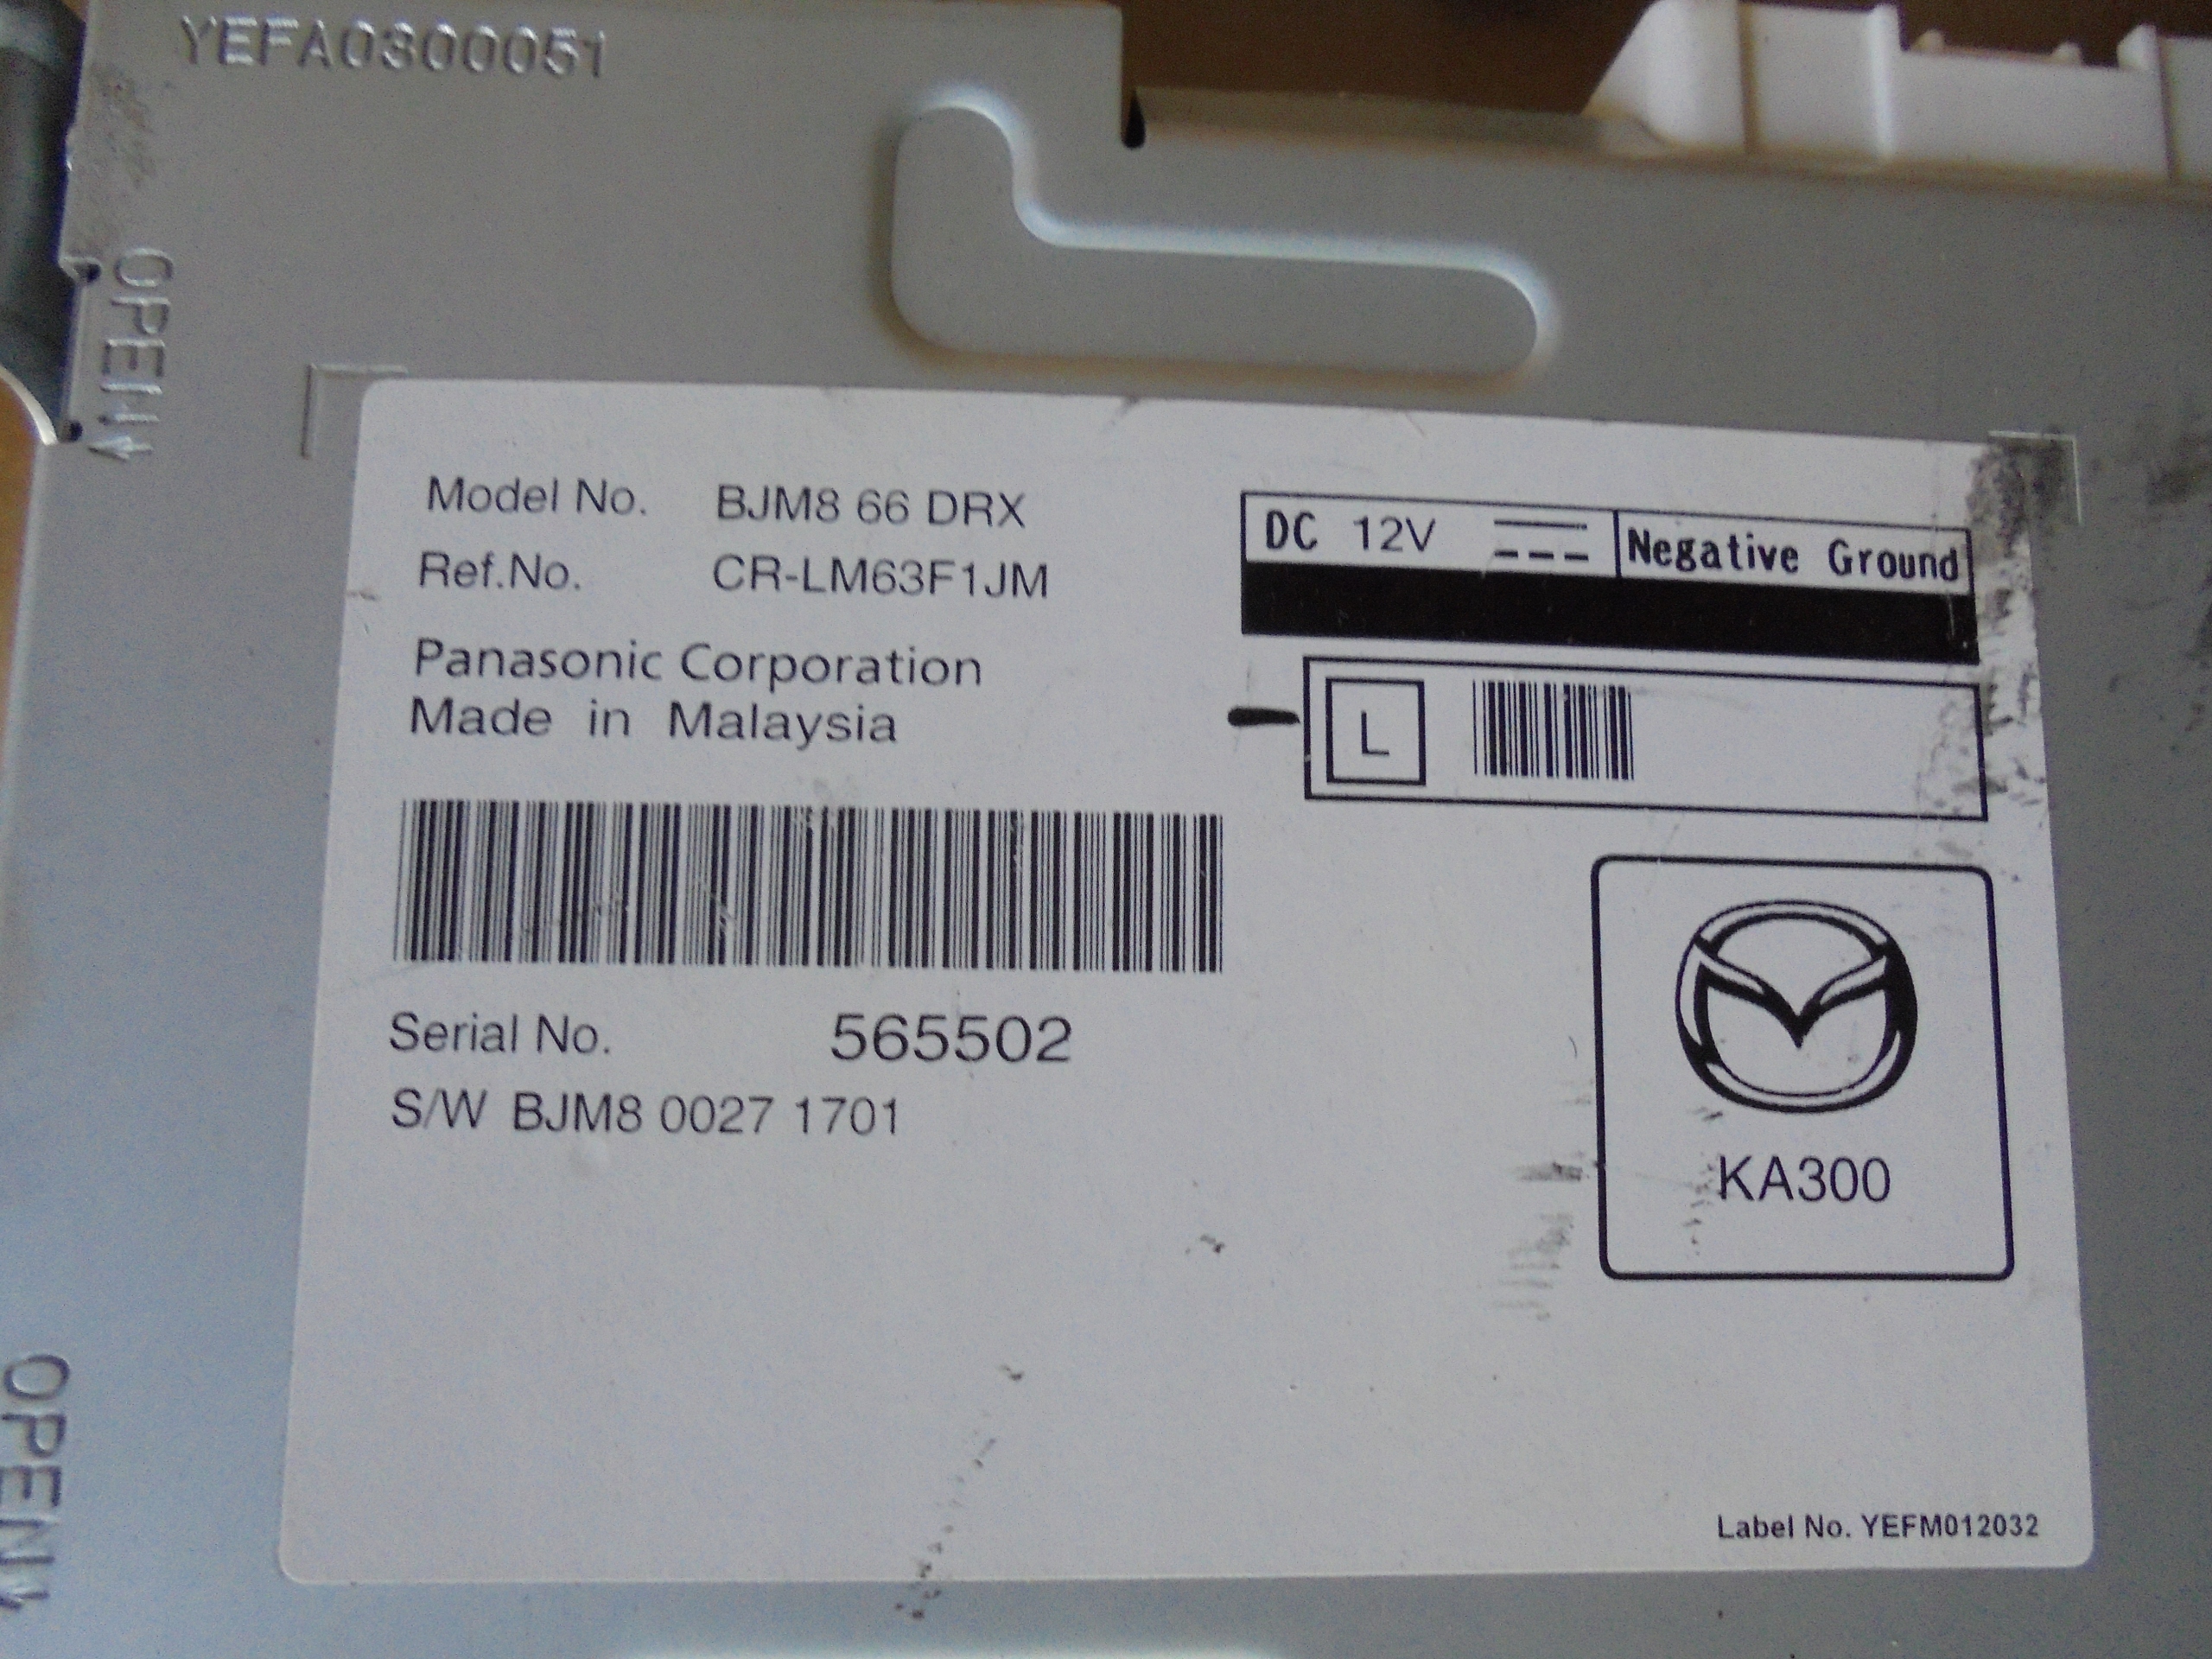 YEFA0300051
OPEN
Model No. BJM8 66 DRX
Ref.No. CR-LM63F1JM
Panasonic Corporation
Made in Malaysia
DC 12V Negative Ground
L
Serial No. 565502
S/W BJM8 0027 1701
KA300
OPEN
Label No. YEFM012032